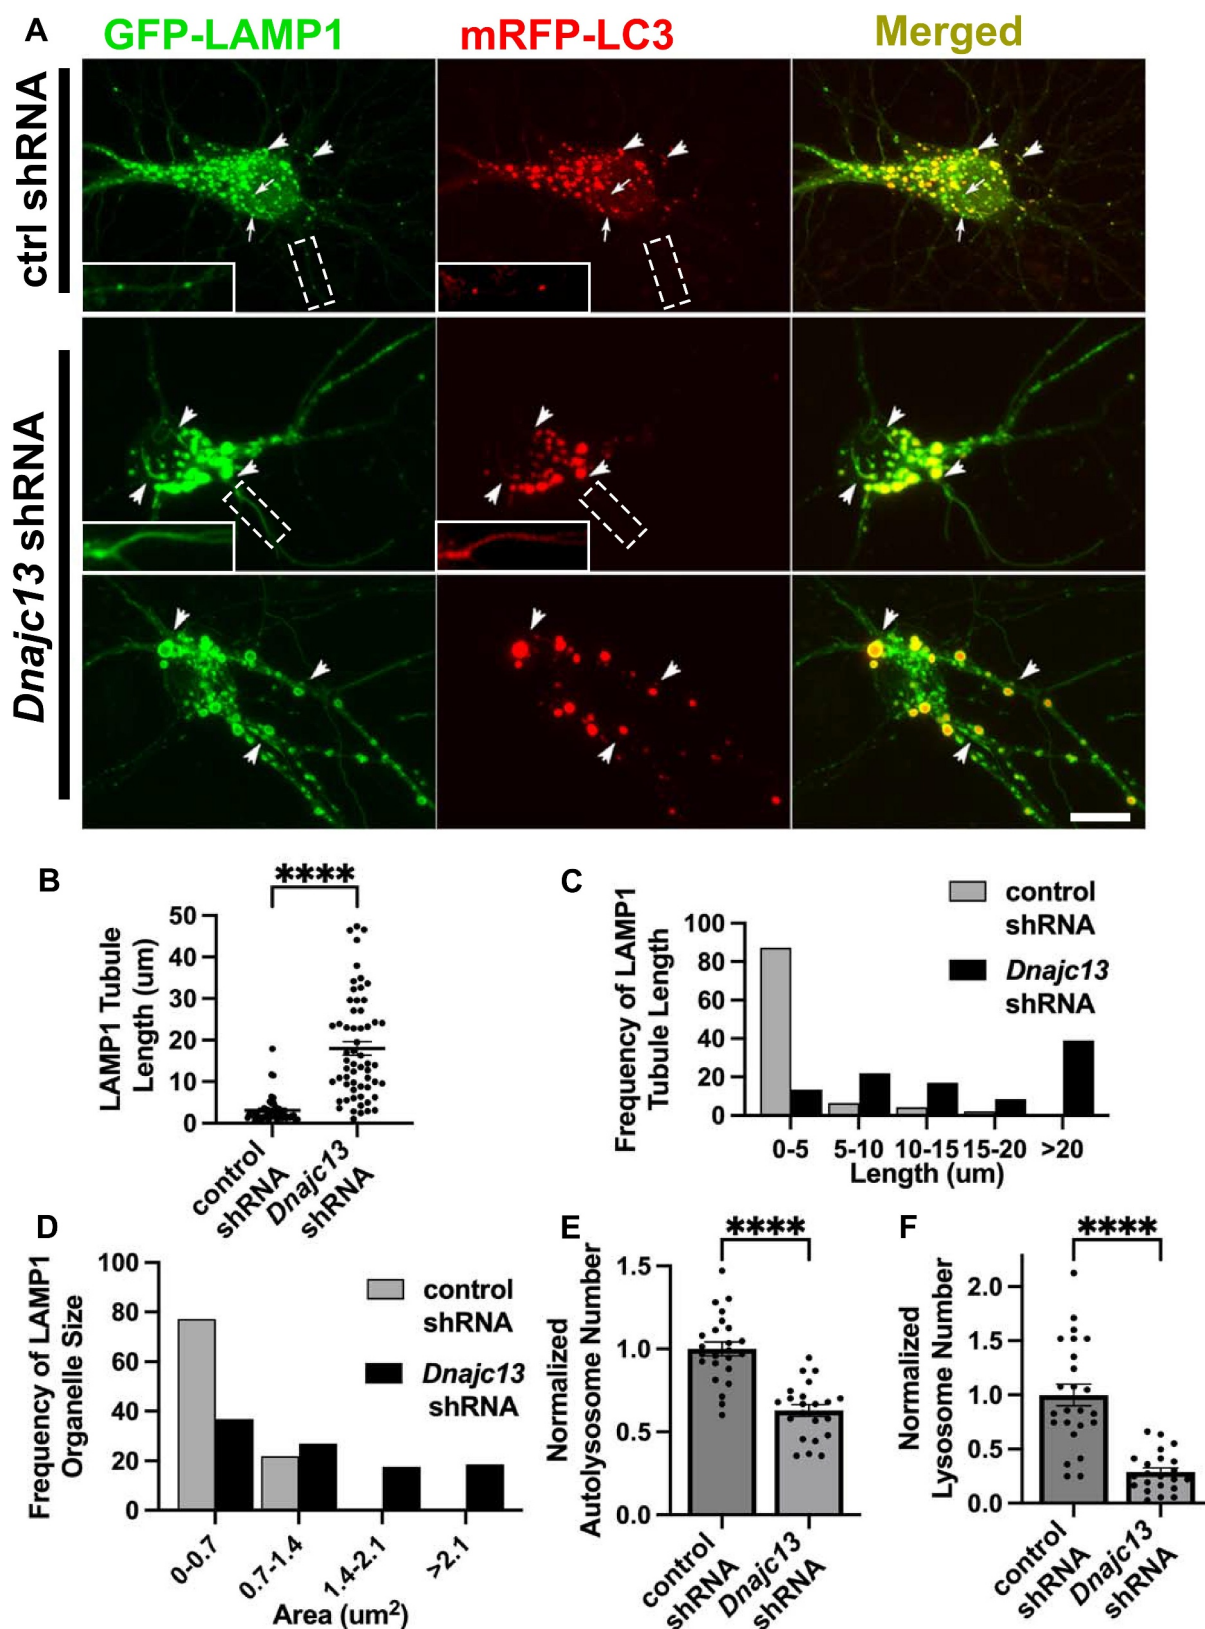 A
GFP-LAMP1
mRFP-LC3
Merged
ctrl shRNA
Dnajc13 shRNA
B
****
LAMP1 Tubule
Length (um)
50
40
30
20
10
0
control
shRNA
Dnajc13
shRNA
C
control
shRNA
Dnajc13
shRNA
Frequency of LAMP1
Tubule Length
100
80
60
40
20
0
0-5
5-10
10-15
15-20
>20
Length (um)
D
Frequency of LAMP1
Organelle Size
100
80
60
40
20
0
control
shRNA
Dnajc13
shRNA
0-0.7
0.7-1.4
1.4-2.1
>2.1
Area (um²)
E
****
Normalized
Autolysosome Number
1.5
1.0
0.5
0.0
control
shRNA
Dnajc13
shRNA
F
****
Normalized
Lysosome Number
2.0
1.5
1.0
0.5
0.0
control
shRNA
Dnajc13
shRNA